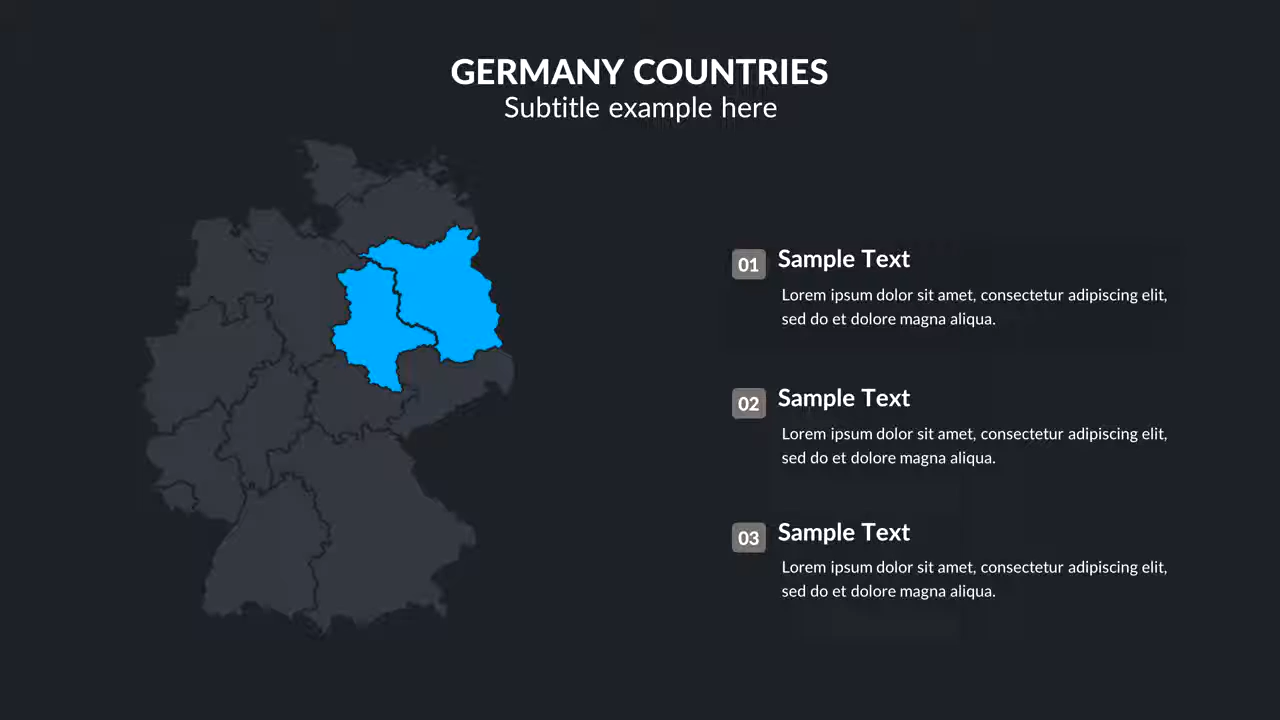 GERMANY COUNTRIES
Subtitle example here
01 Sample Text
Lorem ipsum dolor sit amet, consectetur adipiscing elit,
sed do et dolore magna aliqua.
02 Sample Text
Lorem ipsum dolor sit amet, consectetur adipiscing elit,
sed do et dolore magna aliqua.
03 Sample Text
Lorem ipsum dolor sit amet, consectetur adipiscing elit,
sed do et dolore magna aliqua.